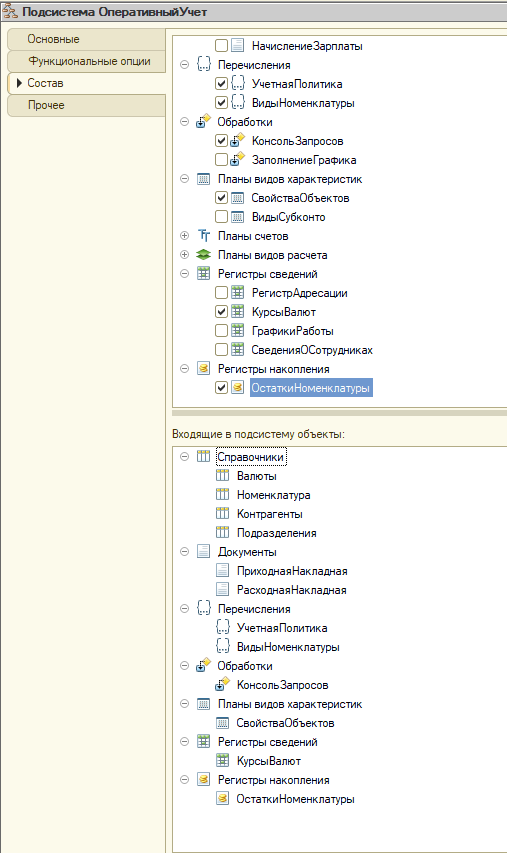 Подсистема ОперативныйУчет
Основные
Функциональные опции
Состав
Прочее
НачислениеЗарплаты
Перечисления
УчетнаяПолитика
ВидыНоменклатуры
Обработки
КонсольЗапросов
ЗаполнениеГрафика
Планы видов характеристик
СвойстваОбъектов
ВидыСубконто
Планы счетов
Планы видов расчета
Регистры сведений
РегистрАдресации
КурсыВалют
ГрафикиРаботы
СведенияОСотрудниках
Регистры накопления
ОстаткиНоменклатуры
Входящие в подсистему объекты:
Справочники
Валюты
Номенклатура
Контрагенты
Подразделения
Документы
ПриходнаяНакладная
РасходнаяНакладная
Перечисления
УчетнаяПолитика
ВидыНоменклатуры
Обработки
КонсольЗапросов
Планы видов характеристик
СвойстваОбъектов
Регистры сведений
КурсыВалют
Регистры накопления
ОстаткиНоменклатуры